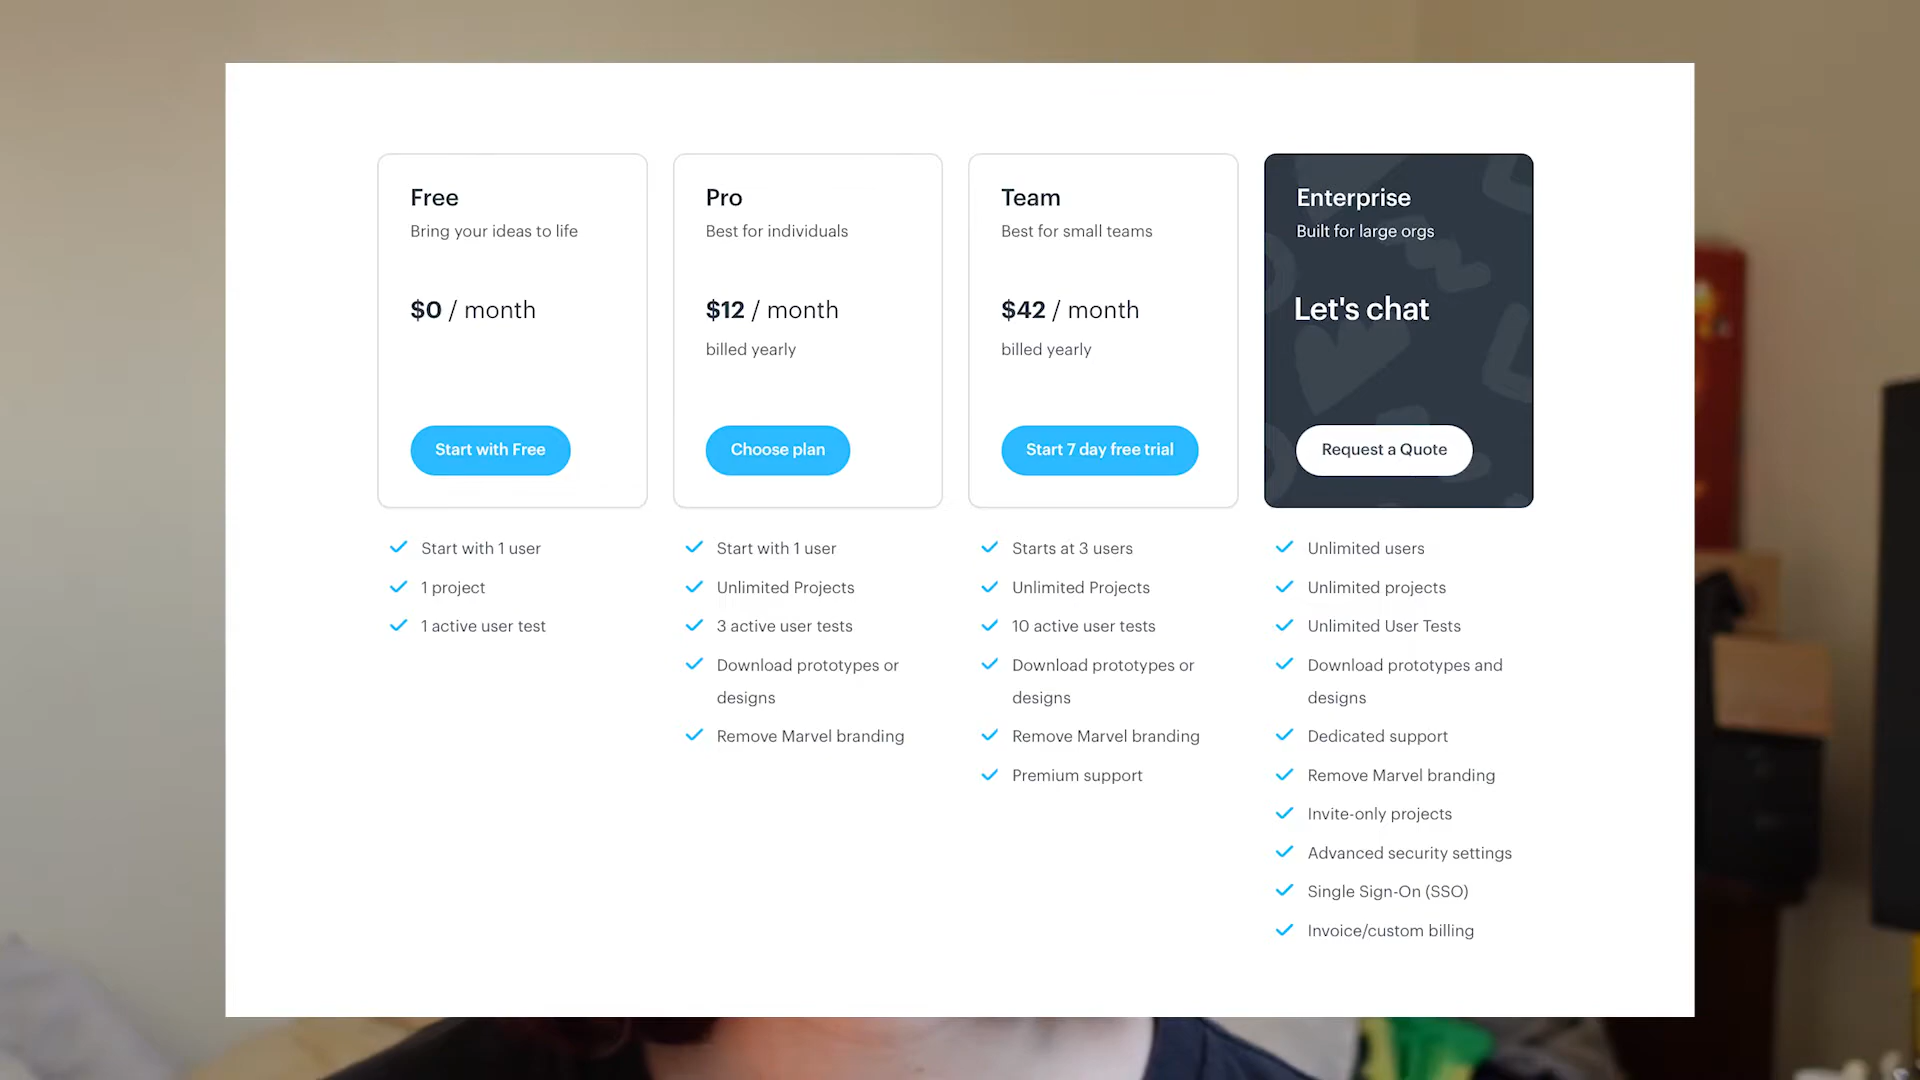 Free
Bring your ideas to life
$0 / month
Start with Free
Start with 1 user
1 project
1 active user test
Pro
Best for individuals
$12 / month
billed yearly
Choose plan
Start with 1 user
Unlimited Projects
3 active user tests
Download prototypes or
designs
Remove Marvel branding
Team
Best for small teams
$42 / month
billed yearly
Start 7 day free trial
Starts at 3 users
Unlimited Projects
10 active user tests
Download prototypes or
designs
Remove Marvel branding
Premium support
Enterprise
Built for large orgs
Let's chat
Request a Quote
Unlimited users
Unlimited projects
Unlimited User Tests
Download prototypes and
designs
Dedicated support
Remove Marvel branding
Invite-only projects
Advanced security settings
Single Sign-On (SSO)
Invoice/custom billing